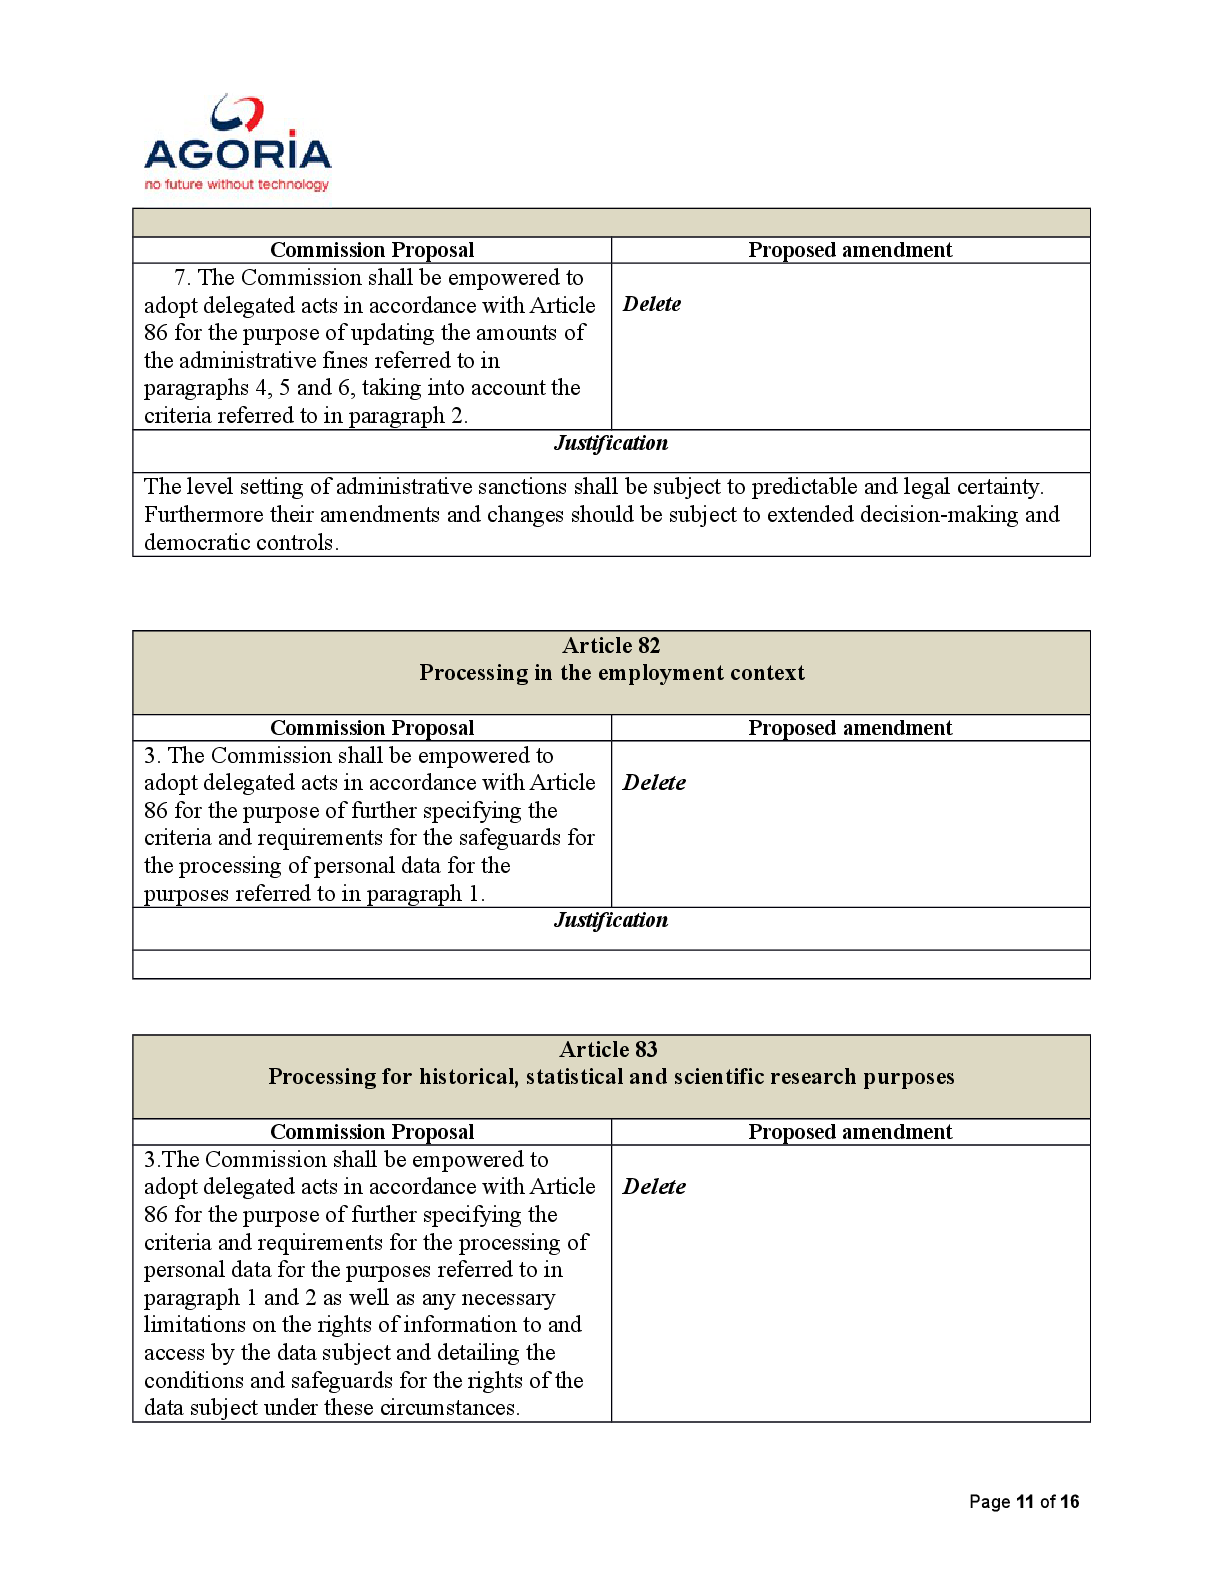 AGORiA
no future without technology
Commission Proposal
Proposed amendment
7. The Commission shall be empowered to
adopt delegated acts in accordance with Article
86 for the purpose of updating the amounts of
the administrative fines referred to in
paragraphs 4, 5 and 6, taking into account the
criteria referred to in paragraph 2.
Delete
Justification
The level setting of administrative sanctions shall be subject to predictable and legal certainty.
Furthermore their amendments and changes should be subject to extended decision-making and
democratic controls.
Article 82
Processing in the employment context
Commission Proposal
Proposed amendment
3. The Commission shall be empowered to
adopt delegated acts in accordance with Article
86 for the purpose of further specifying the
criteria and requirements for the safeguards for
the processing of personal data for the
purposes referred to in paragraph 1.
Delete
Justification
Article 83
Processing for historical, statistical and scientific research purposes
Commission Proposal
Proposed amendment
3.The Commission shall be empowered to
adopt delegated acts in accordance with Article
86 for the purpose of further specifying the
criteria and requirements for the processing of
personal data for the purposes referred to in
paragraph 1 and 2 as well as any necessary
limitations on the rights of information to and
access by the data subject and detailing the
conditions and safeguards for the rights of the
data subject under these circumstances.
Delete
Page 11 of 16